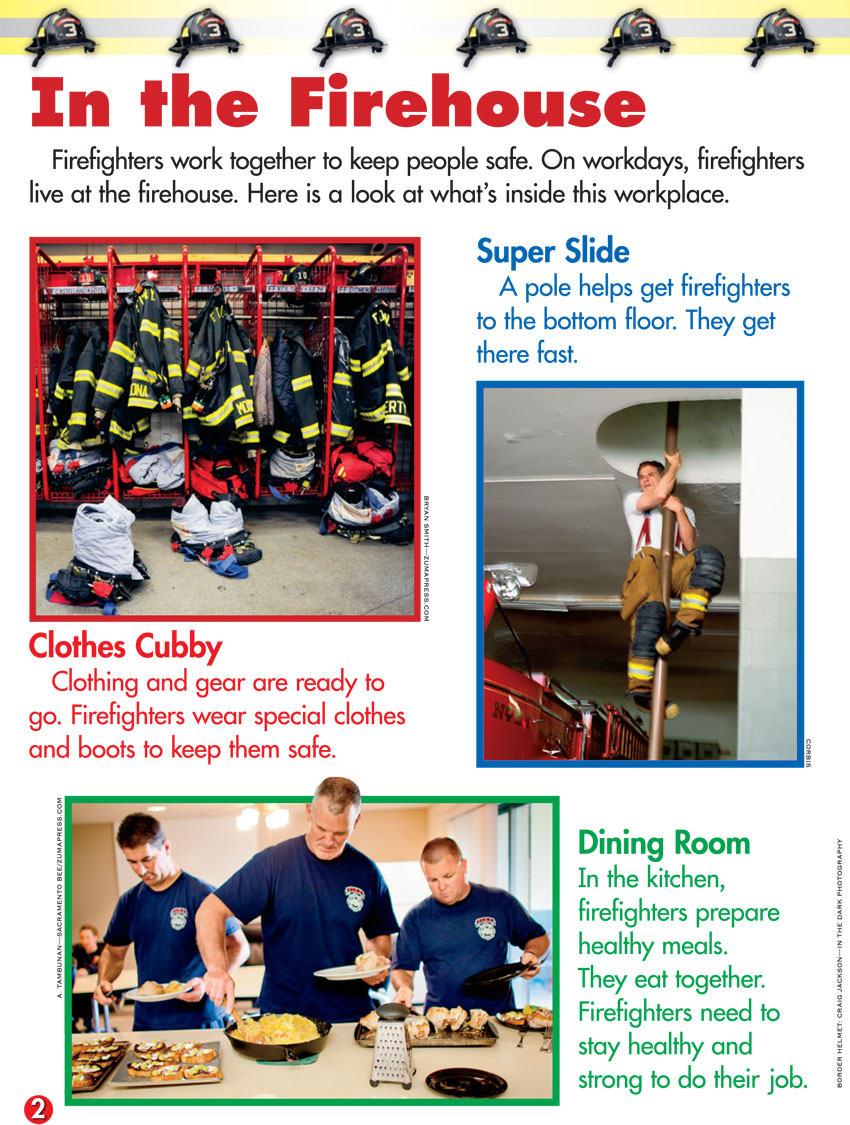 3 3 3 3 3 3
In the Firehouse
Firefighters work together to keep people safe. On workdays, firefighters
live at the firehouse. Here is a look at what's inside this workplace.
Super Slide
A pole helps get firefighters
to the bottom floor. They get
there fast.
BRYAN SMITH—ZUMAPRESS.COM
Clothes Cubby
Clothing and gear are ready to
go. Firefighters wear special clothes
and boots to keep them safe.
CORBIS
A. TAMBUNAN—SACRAMENTO BEE/ZUMAPRESS.COM
Dining Room
In the kitchen,
firefighters prepare
healthy meals.
They eat together.
Firefighters need to
stay healthy and
strong to do their job.
BORDER HELMET: CRAIG JACKSON—IN THE DARK PHOTOGRAPHY
2